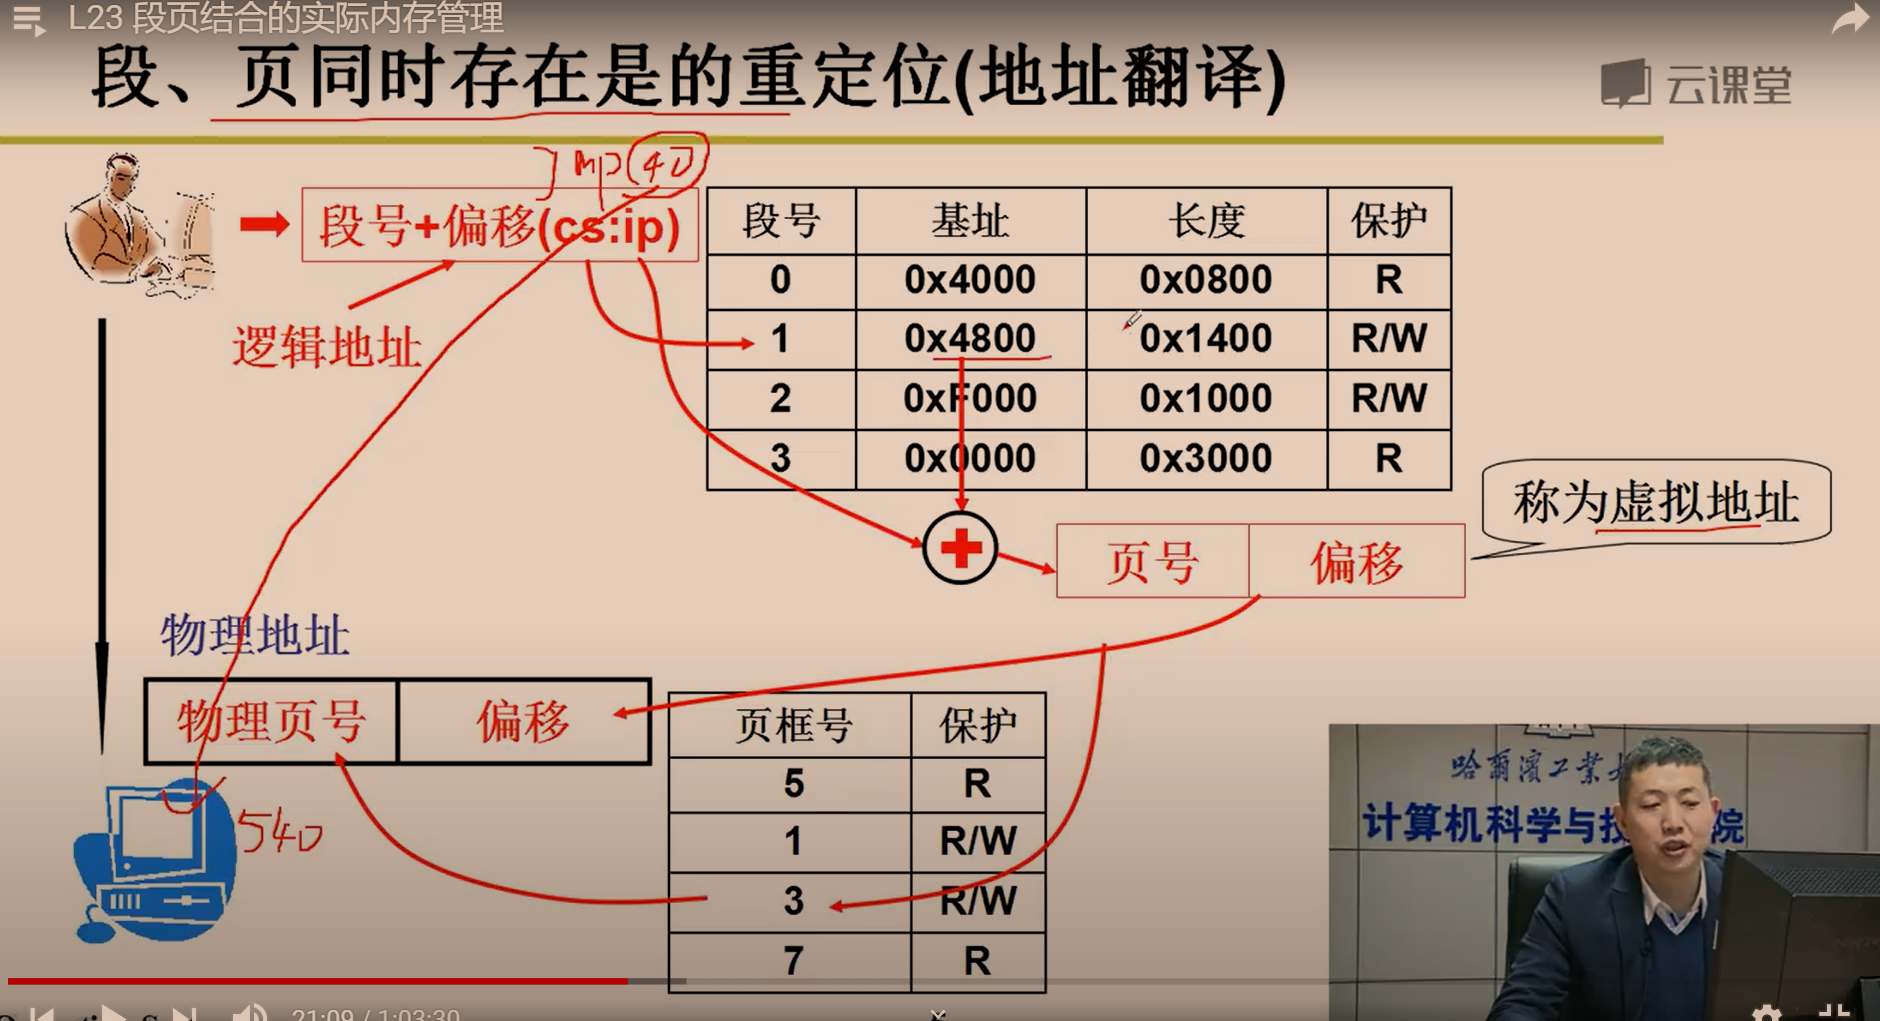 L23 段页结合的实际内存管理
段、页同时存在是的重定位(地址翻译)
云课堂
jmp 40
段号+偏移(cs:ip)
逻辑地址
段号 基址 长度 保护
0 0x4000 0x0800 R
1 0x4800 0x1400 R/W
2 0xF000 0x1000 R/W
3 0x0000 0x3000 R
称为虚拟地址
页号 偏移
物理地址
物理页号 偏移
540
页框号 保护
5 R
1 R/W
3 R/W
7 R
哈尔滨工业大
计算机科学与技 院
21:09 / 1:03:30